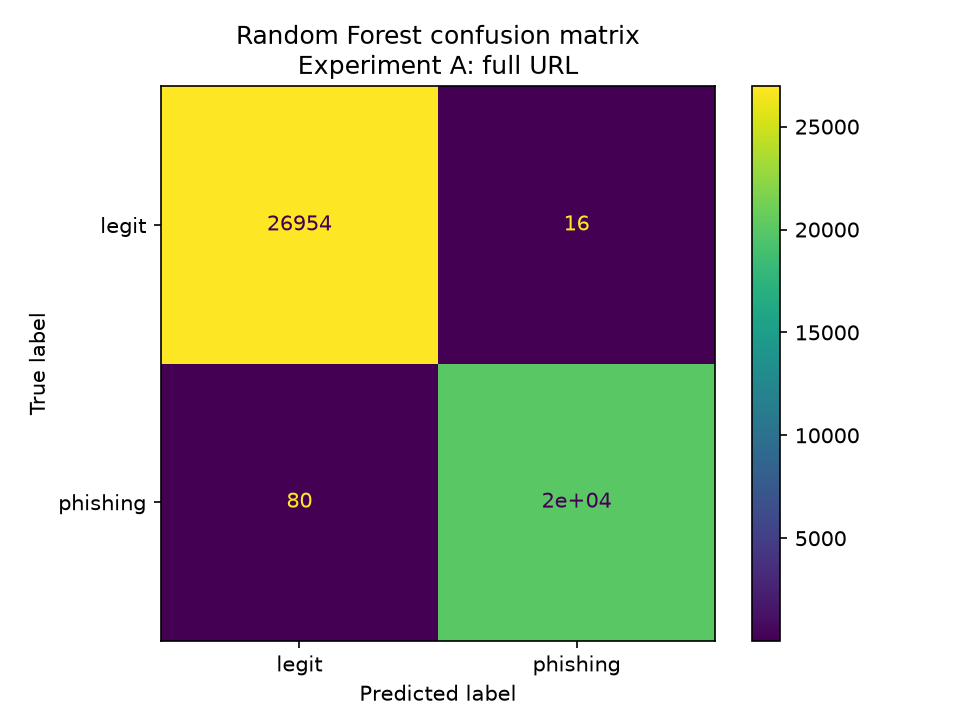 Random Forest confusion matrix
Experiment A: full URL
True label
legit
phishing
26954
16
80
2e+04
legit
phishing
Predicted label
25000
20000
15000
10000
5000